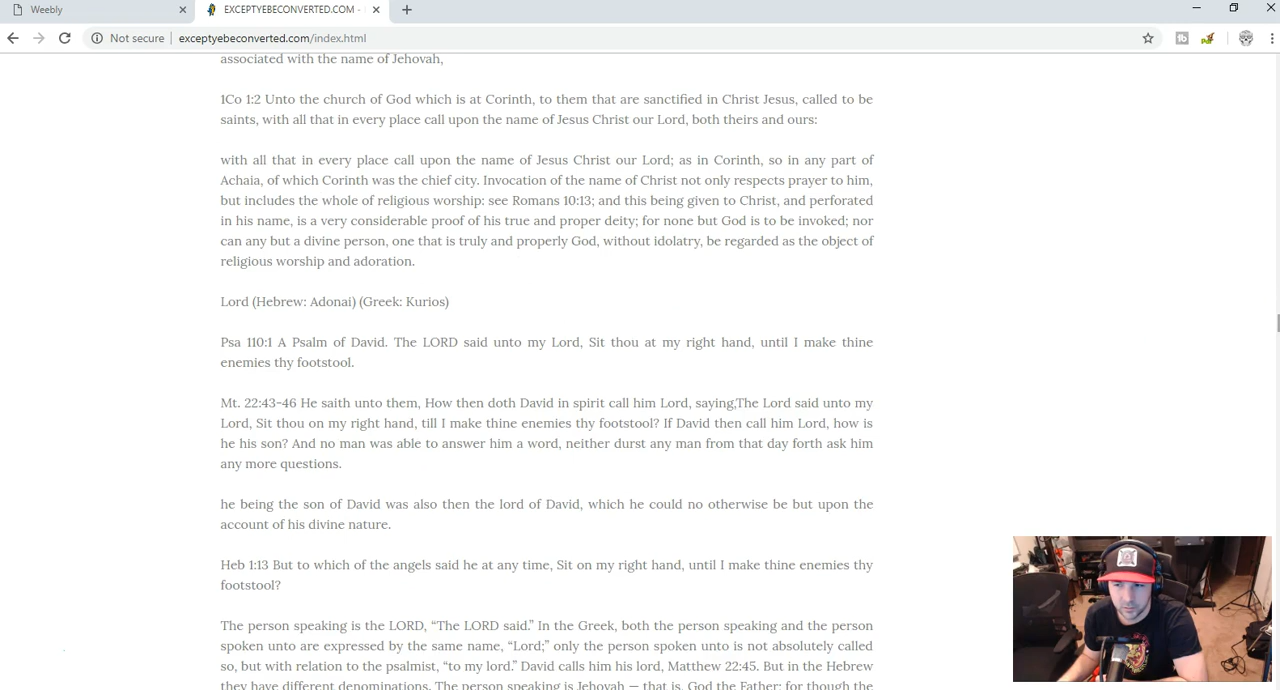 Weebly
EXCEPTYEBECONVERTED.COM -
Not secure
exceptyebeconverted.com/index.html
associated with the name of Jehovah,
1Co 1:2 Unto the church of God which is at Corinth, to them that are sanctified in Christ Jesus, called to be
saints, with all that in every place call upon the name of Jesus Christ our Lord, both theirs and ours:
with all that in every place call upon the name of Jesus Christ our Lord; as in Corinth, so in any part of
Achaia, of which Corinth was the chief city. Invocation of the name of Christ not only respects prayer to him,
but includes the whole of religious worship: see Romans 10:13; and this being given to Christ, and perforated
in his name, is a very considerable proof of his true and proper deity; for none but God is to be invoked; nor
can any but a divine person, one that is truly and properly God, without idolatry, be regarded as the object of
religious worship and adoration.
Lord (Hebrew: Adonai) (Greek: Kurios)
Psa 110:1 A Psalm of David. The LORD said unto my Lord, Sit thou at my right hand, until I make thine
enemies thy footstool.
Mt. 22:43-46 He saith unto them, How then doth David in spirit call him Lord, saying,The Lord said unto my
Lord, Sit thou on my right hand, till I make thine enemies thy footstool? If David then call him Lord, how is
he his son? And no man was able to answer him a word, neither durst any man from that day forth ask him
any more questions.
he being the son of David was also then the lord of David, which he could no otherwise be but upon the
account of his divine nature.
Heb 1:13 But to which of the angels said he at any time, Sit on my right hand, until I make thine enemies thy
footstool?
The person speaking is the LORD, “The LORD said.” In the Greek, both the person speaking and the person
spoken unto are expressed by the same name, “Lord;” only the person spoken unto is not absolutely called
so, but with relation to the psalmist, “to my lord.” David calls him his lord, Matthew 22:45. But in the Hebrew
they have different denominations. The person speaking is Jehovah — that is, God the Father; for though the